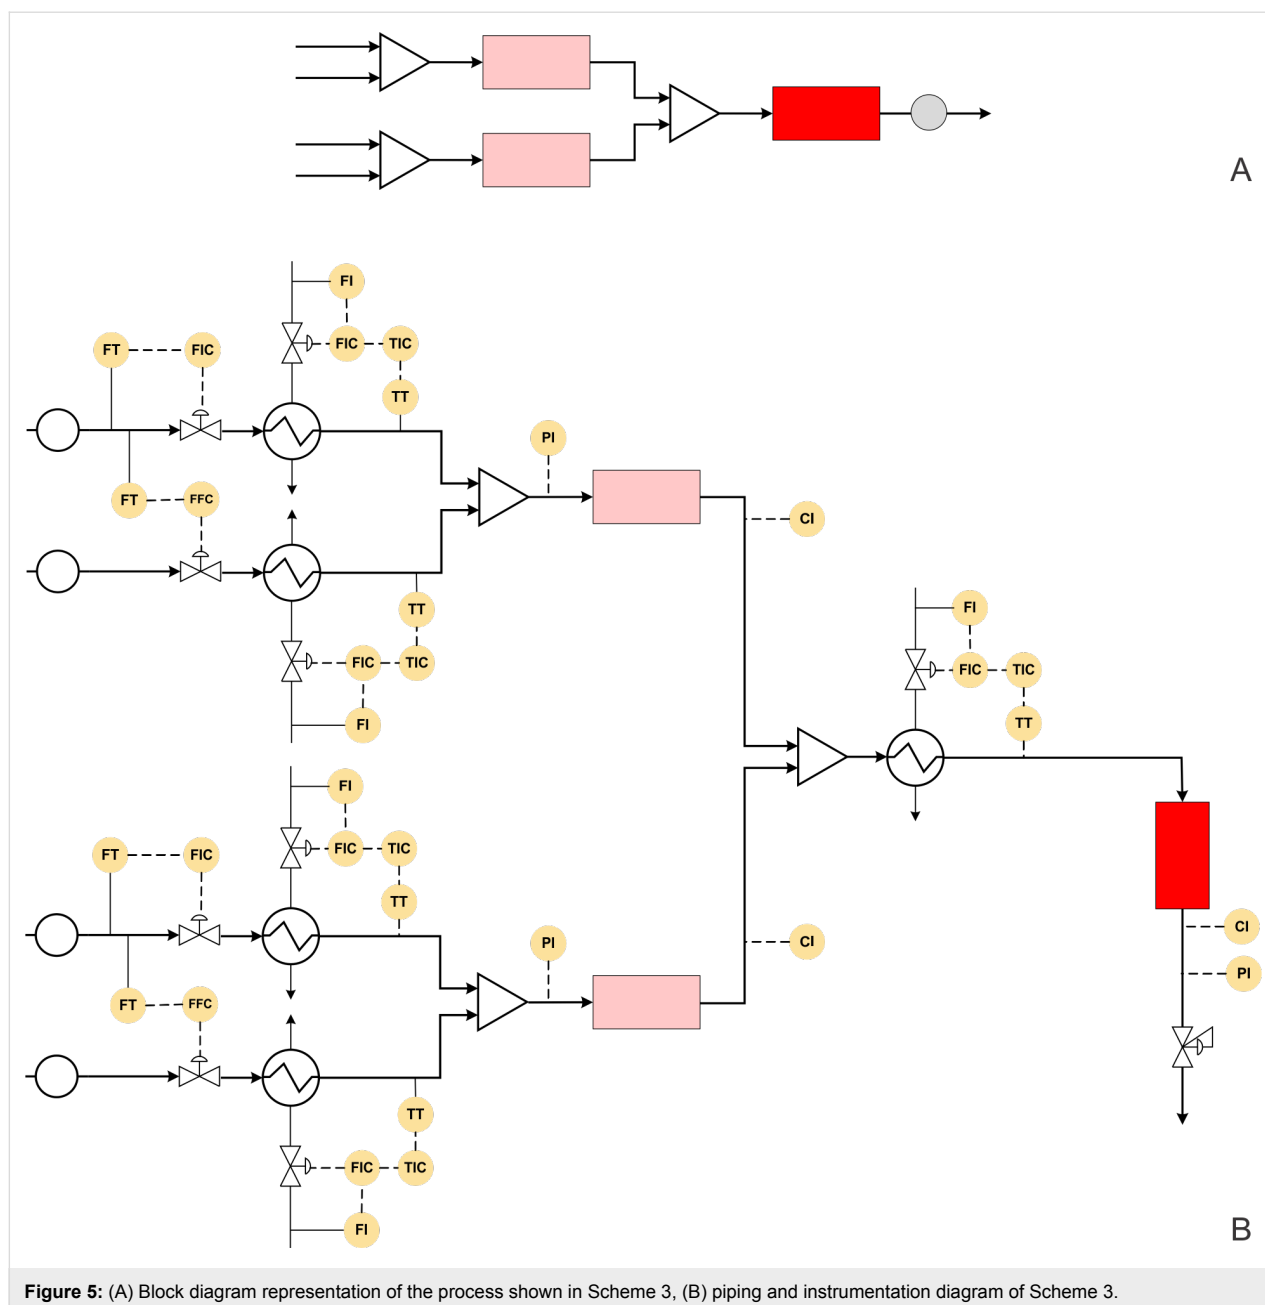 A
FI
FT
FIC
FIC
TIC
TT
PI
FT
FFC
CI
TT
FI
FIC
TIC
FIC
TIC
FI
TT
FI
FT
FIC
FIC
TIC
TT
CI
CI
PI
PI
FT
FFC
TT
FIC
TIC
FI
B
Figure 5: (A) Block diagram representation of the process shown in Scheme 3, (B) piping and instrumentation diagram of Scheme 3.